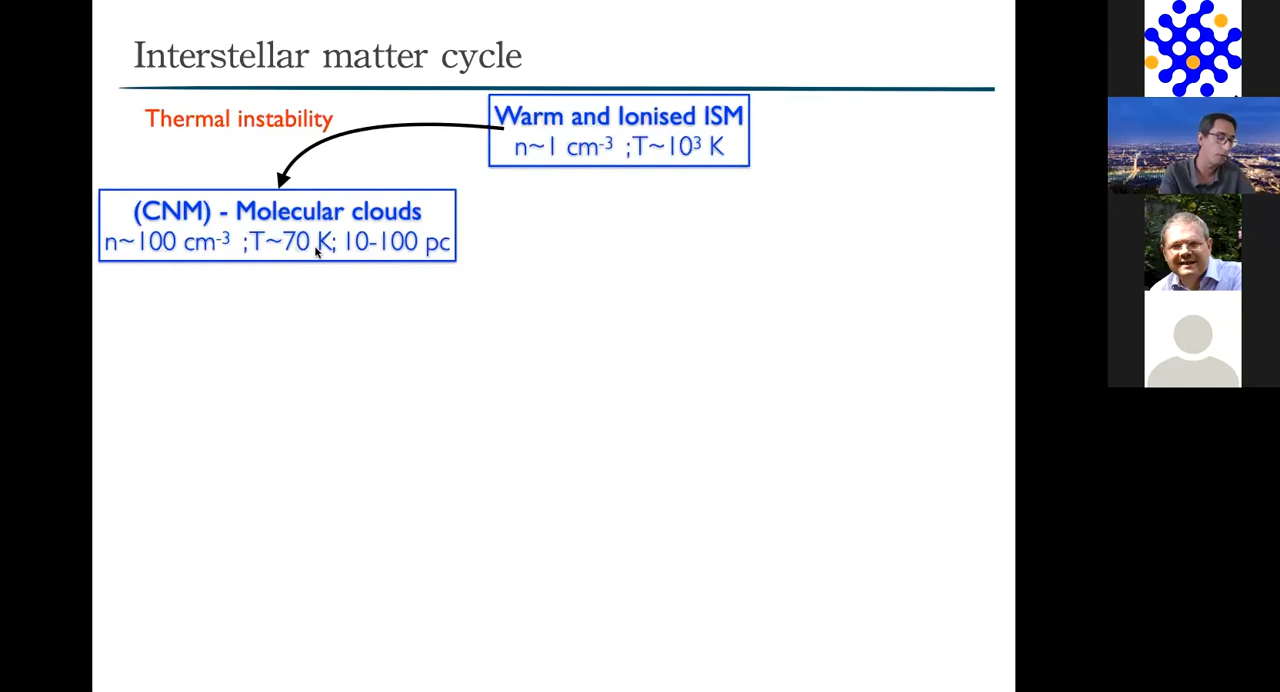 Interstellar matter cycle
Thermal instability
Warm and Ionised ISM
n~1 cm⁻³ ;T~10³ K
(CNM) - Molecular clouds
n~100 cm⁻³ ;T~70 K; 10-100 pc